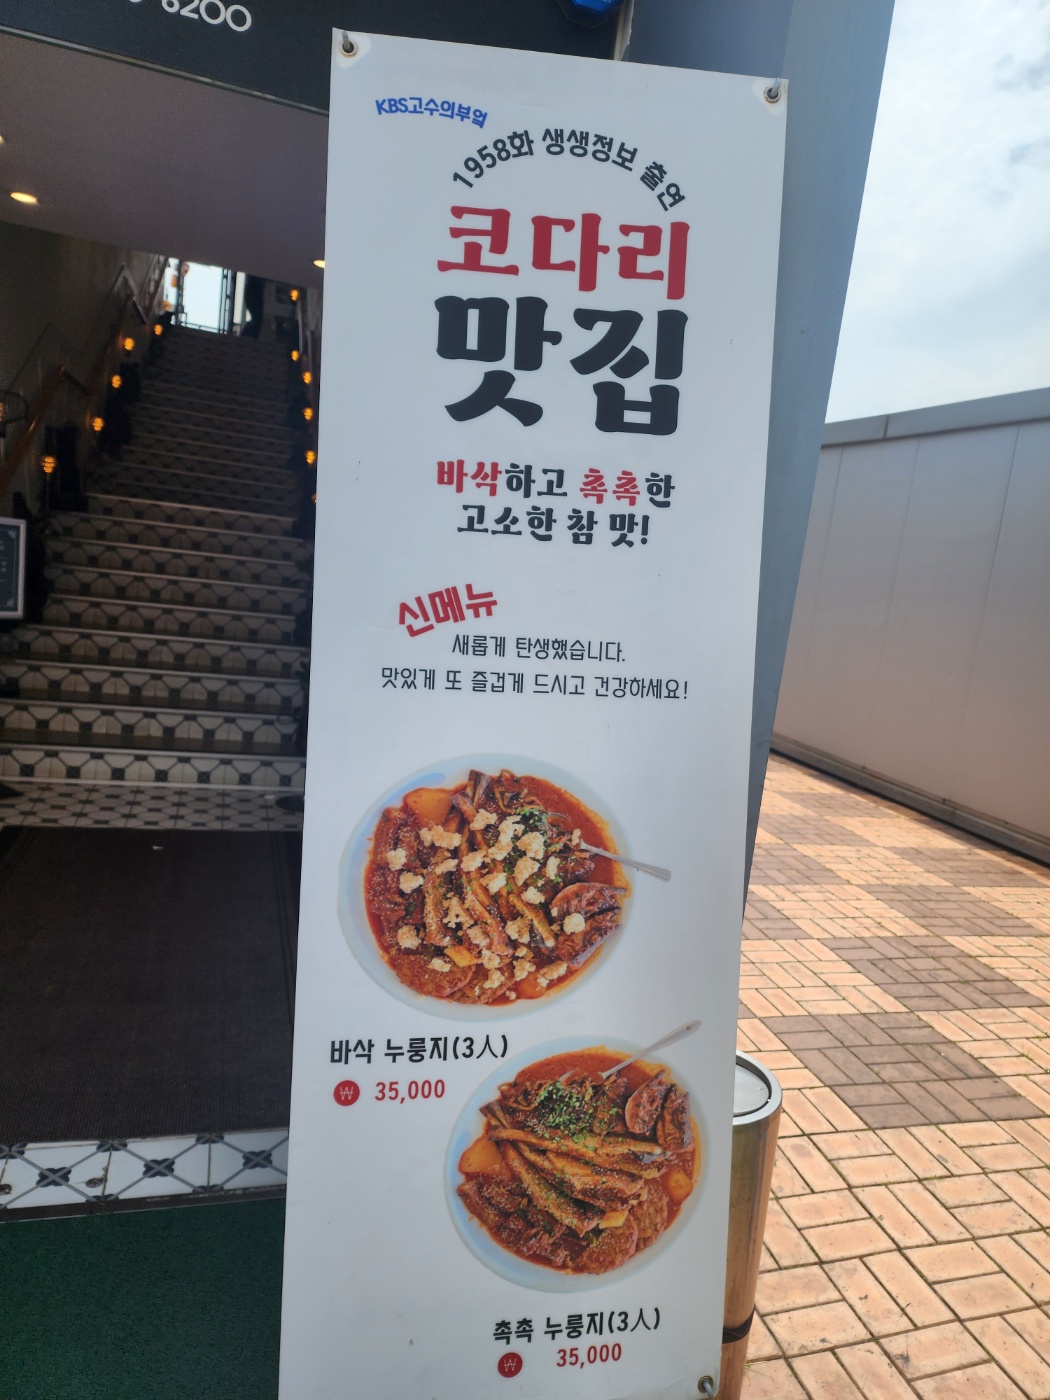 8200
KBS고수의부엌
1958화 생생정보 출연
코다리
맛집
바삭하고 촉촉한
고소한 참 맛!
신메뉴
새롭게 탄생했습니다.
맛있게 또 즐겁게 드시고 건강하세요!
바삭 누룽지(3人)
₩ 35,000
촉촉 누룽지(3人)
₩ 35,000